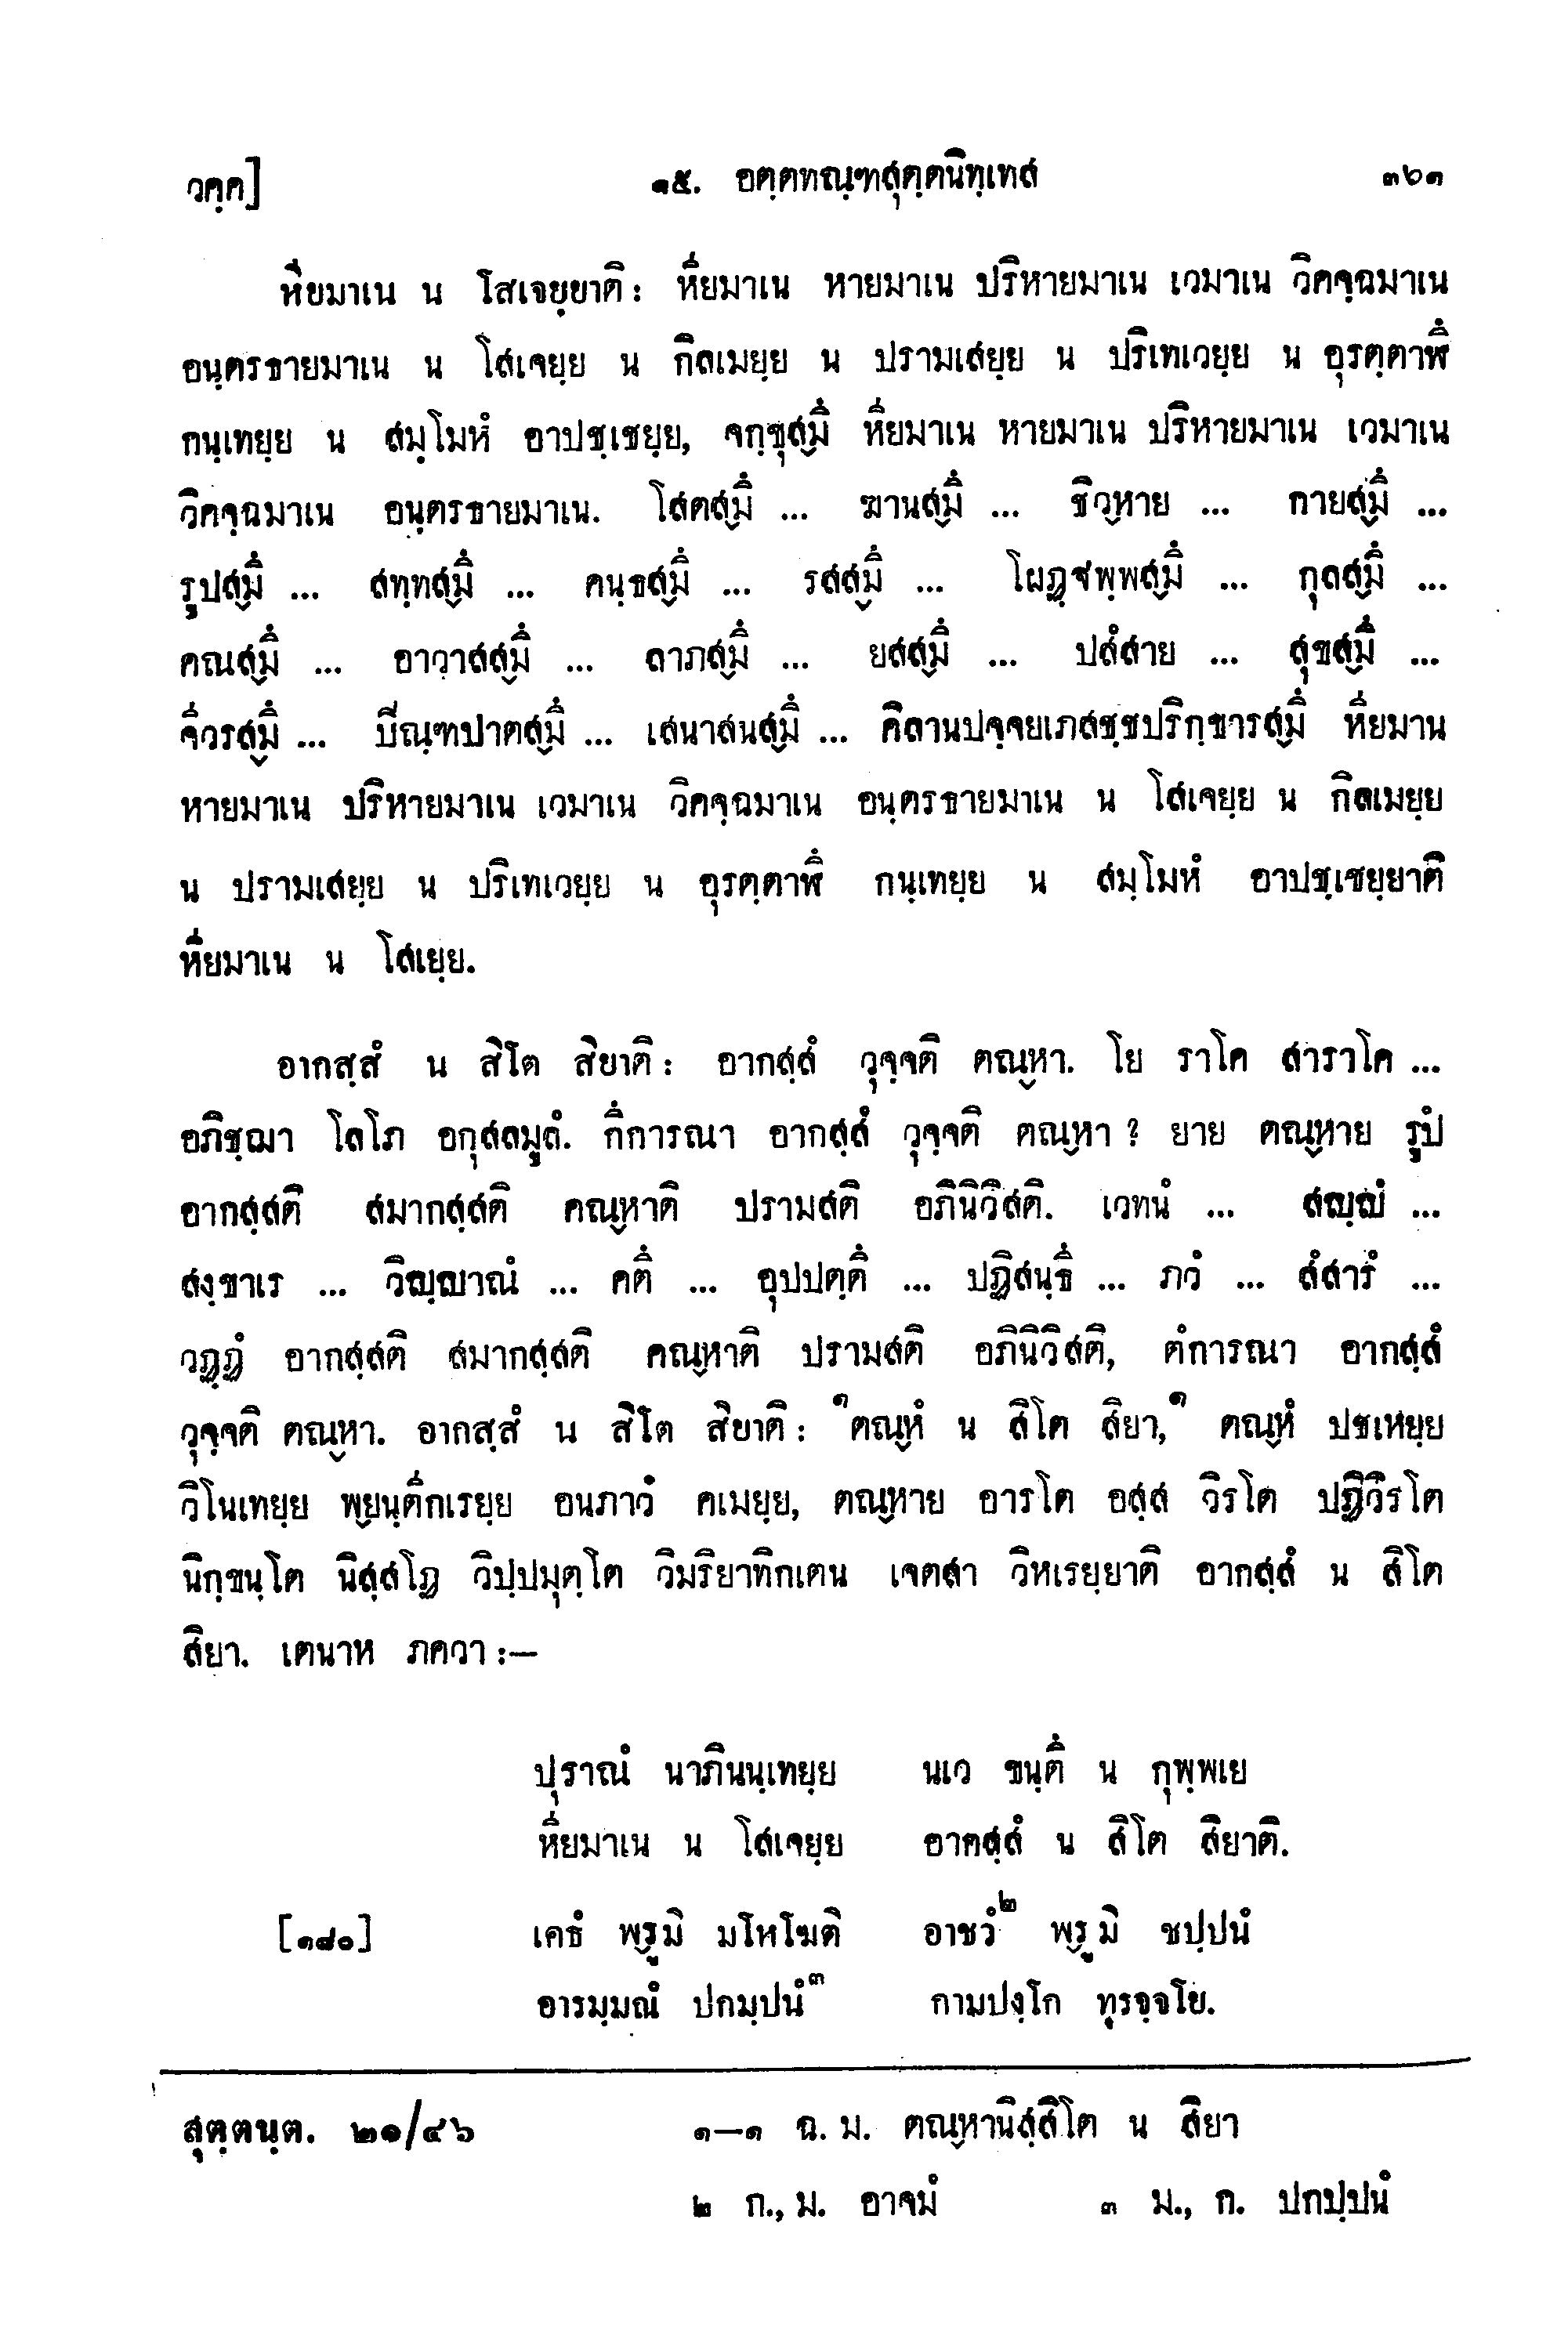 วคฺค]	๑๕. อตฺตทณฺฑสุตฺตนิทฺเทส	๓๖๑
หิยฺยมาเน น โสเจยฺยาติ: หิยฺยมาเน หายมาเน ปริหายมาเน เวมาเน วิคจฺฉมาเน
อนฺตรธายมาเน น โสเจยฺย น กิลเมยฺย น ปรามเสยฺย น ปริเทเวยฺย น อุรตฺตาฬึ
กนฺเทยฺย น สมฺโมหํ อาปชฺเชยฺย, จกฺขุสฺมึ หิยฺยมาเน หายมาเน ปริหายมาเน เวมาเน
วิคจฺฉมาเน อนฺตรธายมาเน. โสตสฺมึ ... ฆานสฺมึ ... ชิวฺหาย ... กายสฺมึ ...
รูปสฺมึ ... สทฺทสฺมึ ... คนฺธสฺมึ ... รสสฺมึ ... โผฏฺฐพฺพสฺมึ ... กุลสฺมึ ...
คณสฺมึ ... อาวาสสฺมึ ... ลาภสฺมึ ... ยสสฺมึ ... ปสํสาย ... สุขสฺมึ ...
จีวรสฺมึ ... ปิณฺฑปาตสฺมึ ... เสนาสนสฺมึ ... คิลานปจฺจยเภสชฺชปริกฺขารสฺมึ หิยฺยมาน
หายมาเน ปริหายมาเน เวมาเน วิคจฺฉมาเน อนฺตรธายมาเน น โสเจยฺย น กิลเมยฺย
น ปรามเสยฺย น ปริเทเวยฺย น อุรตฺตาฬึ กนฺเทยฺย น สมฺโมหํ อาปชฺเชยฺยาติ
หิยฺยมาเน น โสเยฺย.
อากสฺสํ น สิโต สิยาติ: อากสฺสํ วุจฺจติ ตณฺหา. โย ราโค สาราโค ...
อภิชฺฌา โลโภ อกุสลมูลํ. กึการณา อากสฺสํ วุจฺจติ ตณฺหา ? ยาย ตณฺหาย รูปํ
อากสฺสติ สมากสฺสติ คณฺหาติ ปรามสติ อภินิวิสติ. เวทนํ ... สญฺญํ ...
สงฺขาเร ... วิญฺญาณํ ... คตึ ... อุปปตฺตึ ... ปฏิสนฺธึ ... ภวํ ... สํสารํ ...
วฏฺฏํ อากสฺสติ สมากสฺสติ คณฺหาติ ปรามสติ อภินิวิสติ, ตํการณา อากสฺสํ
วุจฺจติ ตณฺหา. อากสฺสํ น สิโต สิยาติ: ๑ตณฺหํ น สิโต สิยา,๑ ตณฺหํ ปชเหยฺย
วิโนเทยฺย พฺยนฺตึกเรยฺย อนภาวํ คเมยฺย, ตณฺหาย อารโต อสฺส วิรโต ปฏิวิรโต
นิกฺขนฺโต นิสฺสโฏ วิปฺปมุตฺโต วิมริยาทิกเตน เจตสา วิหเรยฺยาติ อากสฺสํ น สิโต
สิยา. เตนาห ภควา :—
ปุราณํ นาภินนฺเทยฺย	นเว ขนฺตึ น กุพฺพเย
หิยฺยมาเน น โสเจยฺย	อากสฺสํ น สิโต สิยาติ.
[๑๘๐]	เคธํ พฺรูมิ มโหโฆติ	อาชวํ๒ พฺรูมิ ชปฺปนํ
อารมฺมณํ ปกมฺปนํ๓	กามปงฺโก ทุรจฺจโย.
สุตฺตนฺต. ๒๑/๔๖	๑—๑ ฉ. ม. ตณฺหานิสฺสิโต น สิยา
๒ ก., ม. อาจมํ	๓ ม., ก. ปกปฺปนํ